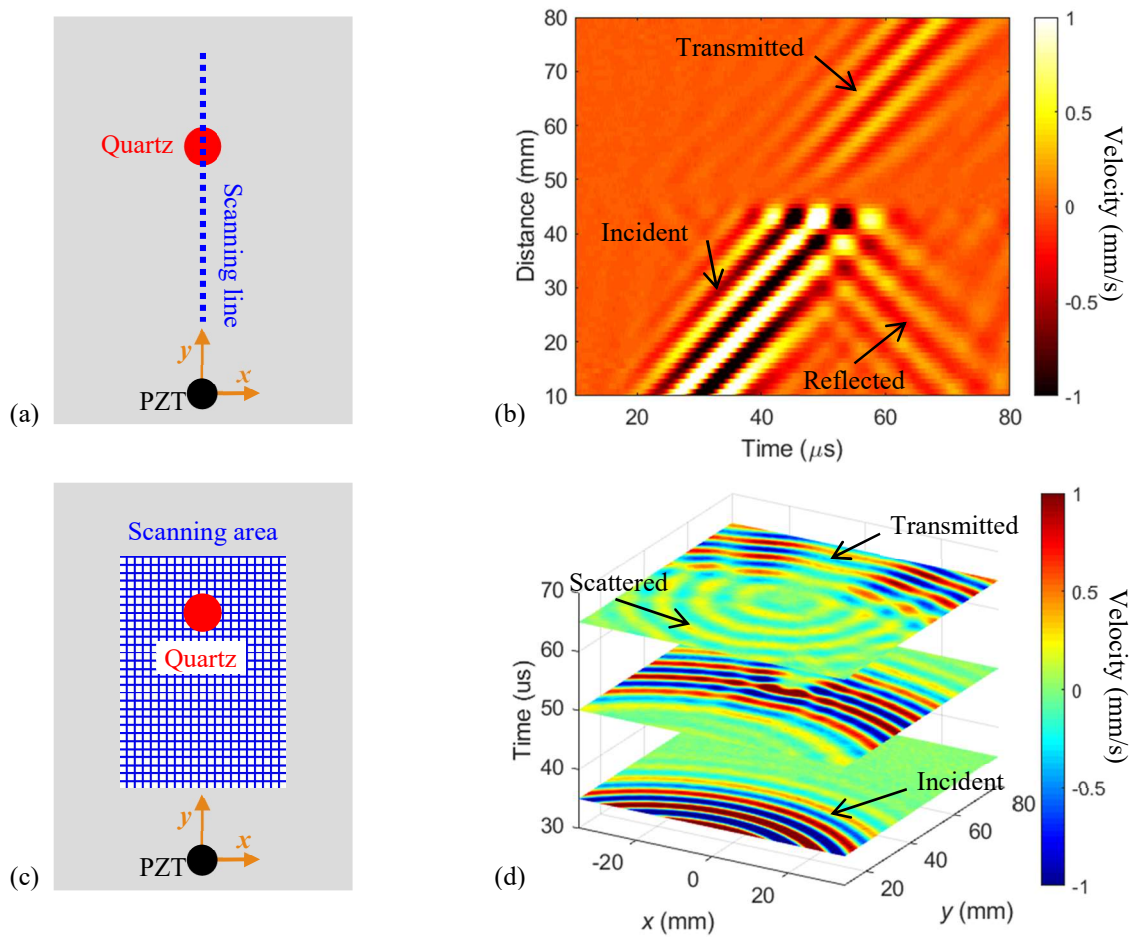 (a)
Quartz
Scanning line
y
x
PZT
(b)
80
70
60
50
40
30
20
10
Distance (mm)
Transmitted
Incident
Reflected
20
40
60
80
Time (μs)
1
0.5
0
-0.5
-1
Velocity (mm/s)
(c)
Scanning area
Quartz
y
x
PZT
(d)
70
60
50
40
30
Time (us)
Transmitted
Scattered
Incident
-20
0
20
x (mm)
20
40
60
80
y (mm)
1
0.5
0
-0.5
-1
Velocity (mm/s)